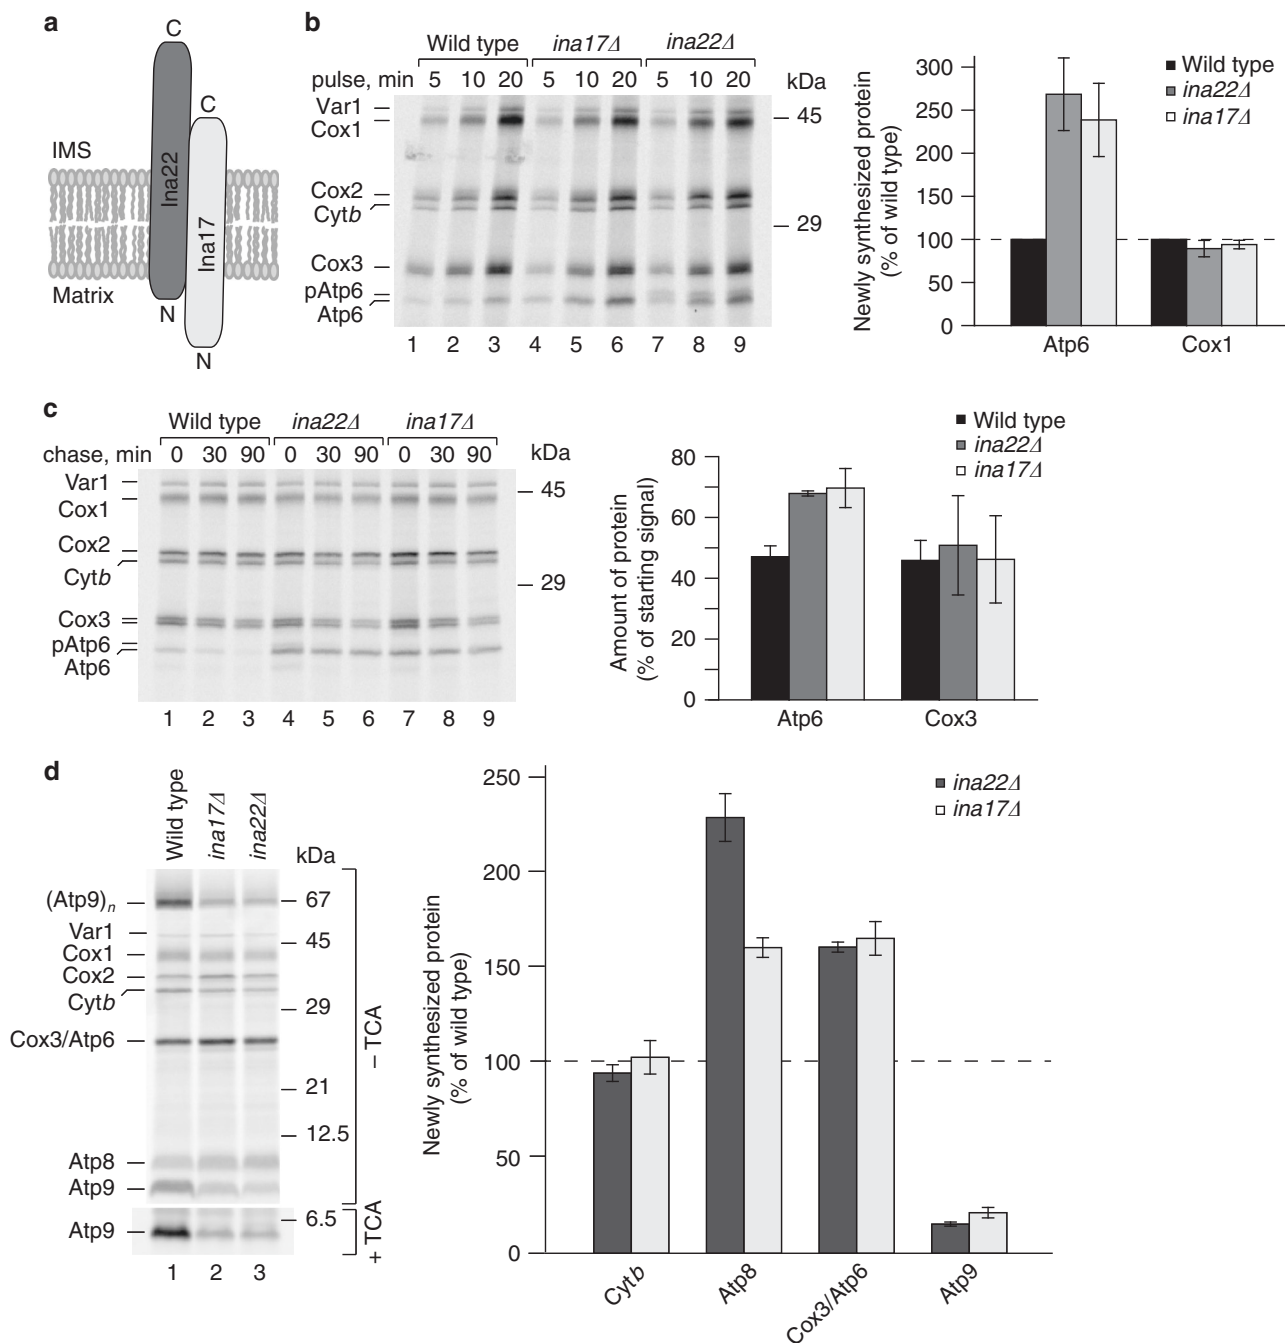 a
C
C
IMS
Ina22
Ina17
Matrix
N
N
b
Wild type ina17Δ ina22Δ
pulse, min 5 10 20 5 10 20 5 10 20 kDa
Var1
Cox1
45
Cox2
Cytb
29
Cox3
pAtp6
Atp6
1 2 3 4 5 6 7 8 9
Newly synthesized protein
(% of wild type)
300
250
200
150
100
50
0
Wild type
ina22Δ
ina17Δ
Atp6 Cox1
c
Wild type ina22Δ ina17Δ
chase, min 0 30 90 0 30 90 0 30 90 kDa
Var1
45
Cox1
Cox2
Cytb
29
Cox3
pAtp6
Atp6
1 2 3 4 5 6 7 8 9
Amount of protein
(% of starting signal)
80
60
40
20
0
Wild type
ina22Δ
ina17Δ
Atp6 Cox3
d
Wild type
ina17Δ
ina22Δ
kDa
(Atp9)n
67
Var1
45
Cox1
Cox2
Cytb
29
Cox3/Atp6
21
12.5
Atp8
Atp9
6.5
Atp9
– TCA
+ TCA
1 2 3
Newly synthesized protein
(% of wild type)
250
200
150
100
50
0
ina22Δ
ina17Δ
Cytb
Atp8
Cox3/Atp6
Atp9